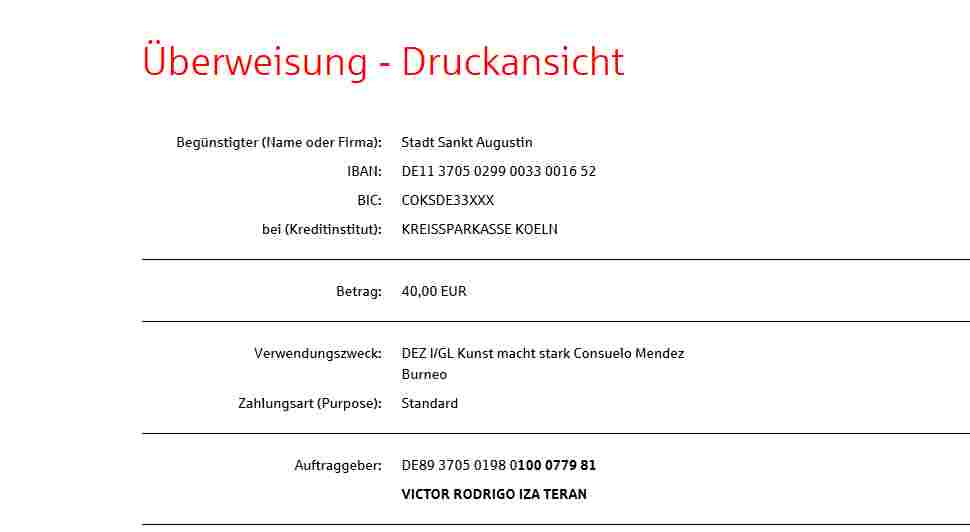 Überweisung - Druckansicht
Begünstigter (Name oder Firma): Stadt Sankt Augustin
IBAN: DE11 3705 0299 0033 0016 52
BIC: COKSDE33XXX
bei (Kreditinstitut): KREISSPARKASSE KOELN
Betrag: 40,00 EUR
Verwendungszweck: DEZ I/GL Kunst macht stark Consuelo Mendez
Burneo
Zahlungsart (Purpose): Standard
Auftraggeber: DE89 3705 0198 0100 0779 81
VICTOR RODRIGO IZA TERAN